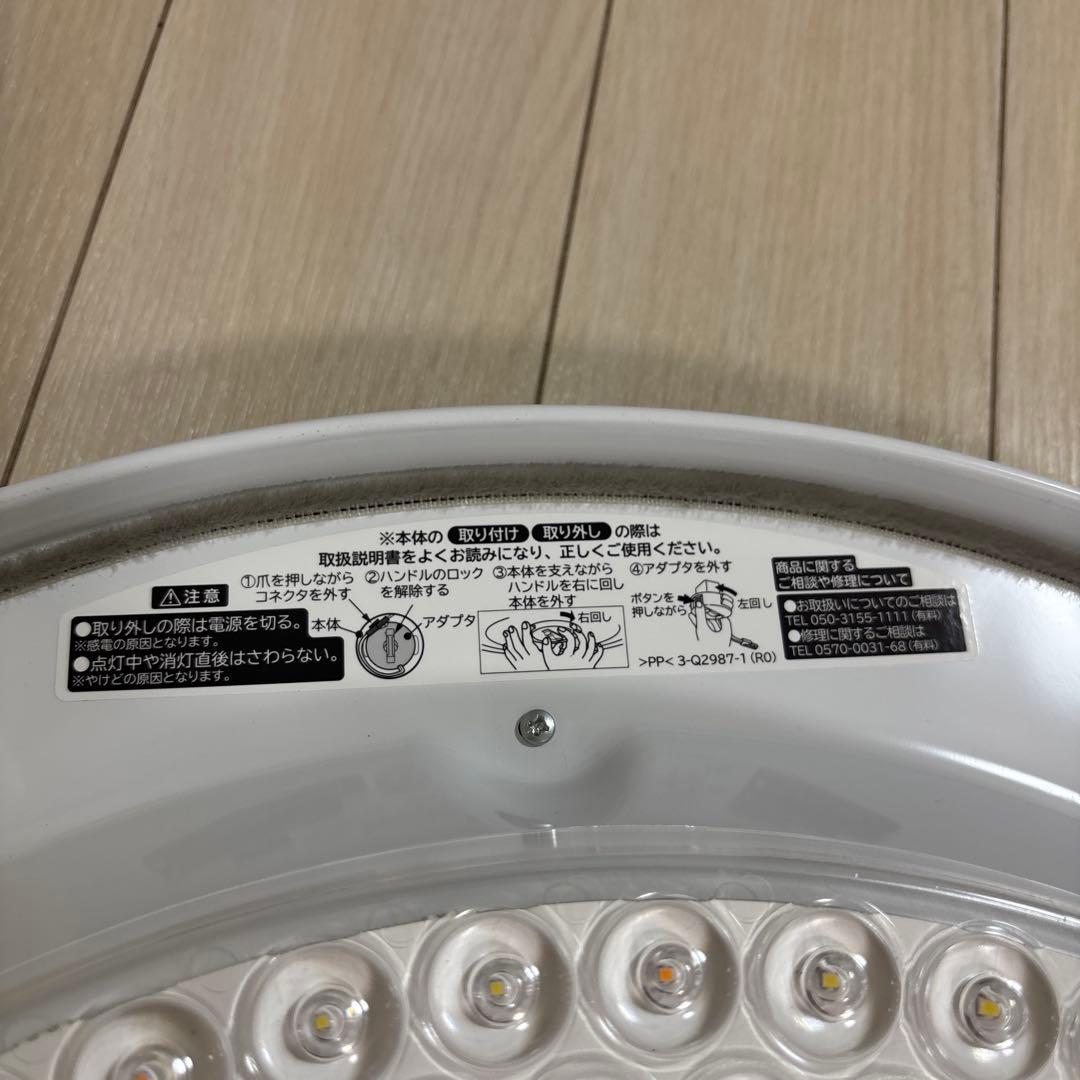 ※本体の 取り付け 取り外し の際は
取扱説明書をよくお読みになり、正しくご使用ください。
⚠注意
●取り外しの際は電源を切る。
※感電の原因となります。
●点灯中や消灯直後はさわらない。
※やけどの原因となります。
①爪を押しながら
コネクタを外す
本体
②ハンドルのロック
を解除する
アダプタ
③本体を支えながら
ハンドルを右に回し
本体を外す
右回し
④アダプタを外す
ボタンを
押しながら
左回し
>PP< 3-Q2987-1 (R0)
商品に関する
ご相談や修理について
●お取扱いについてのご相談は
TEL 050-3155-1111 (有料)
●修理に関するご相談は
TEL 0570-0031-68 (有料)